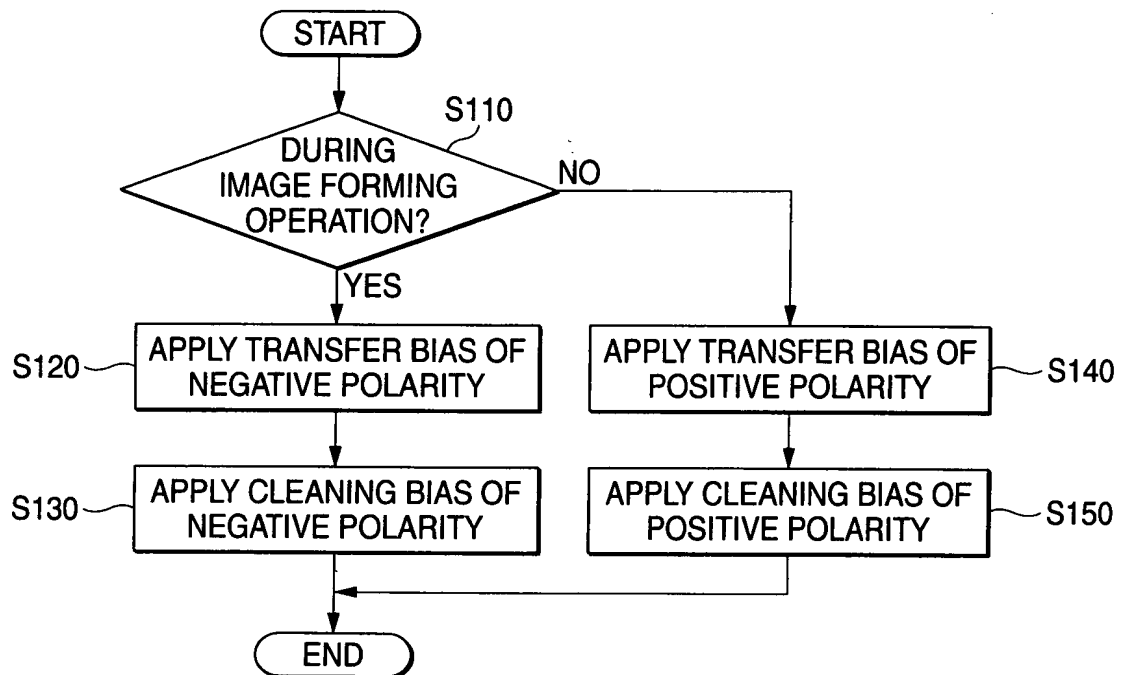 START
S110
DURING
IMAGE FORMING
OPERATION?
NO
YES
S120
APPLY TRANSFER BIAS OF
NEGATIVE POLARITY
APPLY TRANSFER BIAS OF
POSITIVE POLARITY
S140
S130
APPLY CLEANING BIAS OF
NEGATIVE POLARITY
APPLY CLEANING BIAS OF
POSITIVE POLARITY
S150
END